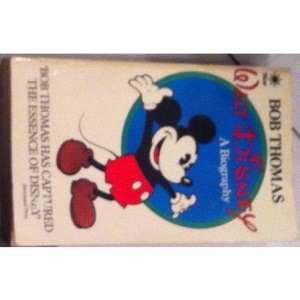 BOB THOMAS
Walt Disney
A Biography
'BOB THOMAS HAS CAPTURED
THE ESSENCE OF DISNEY'